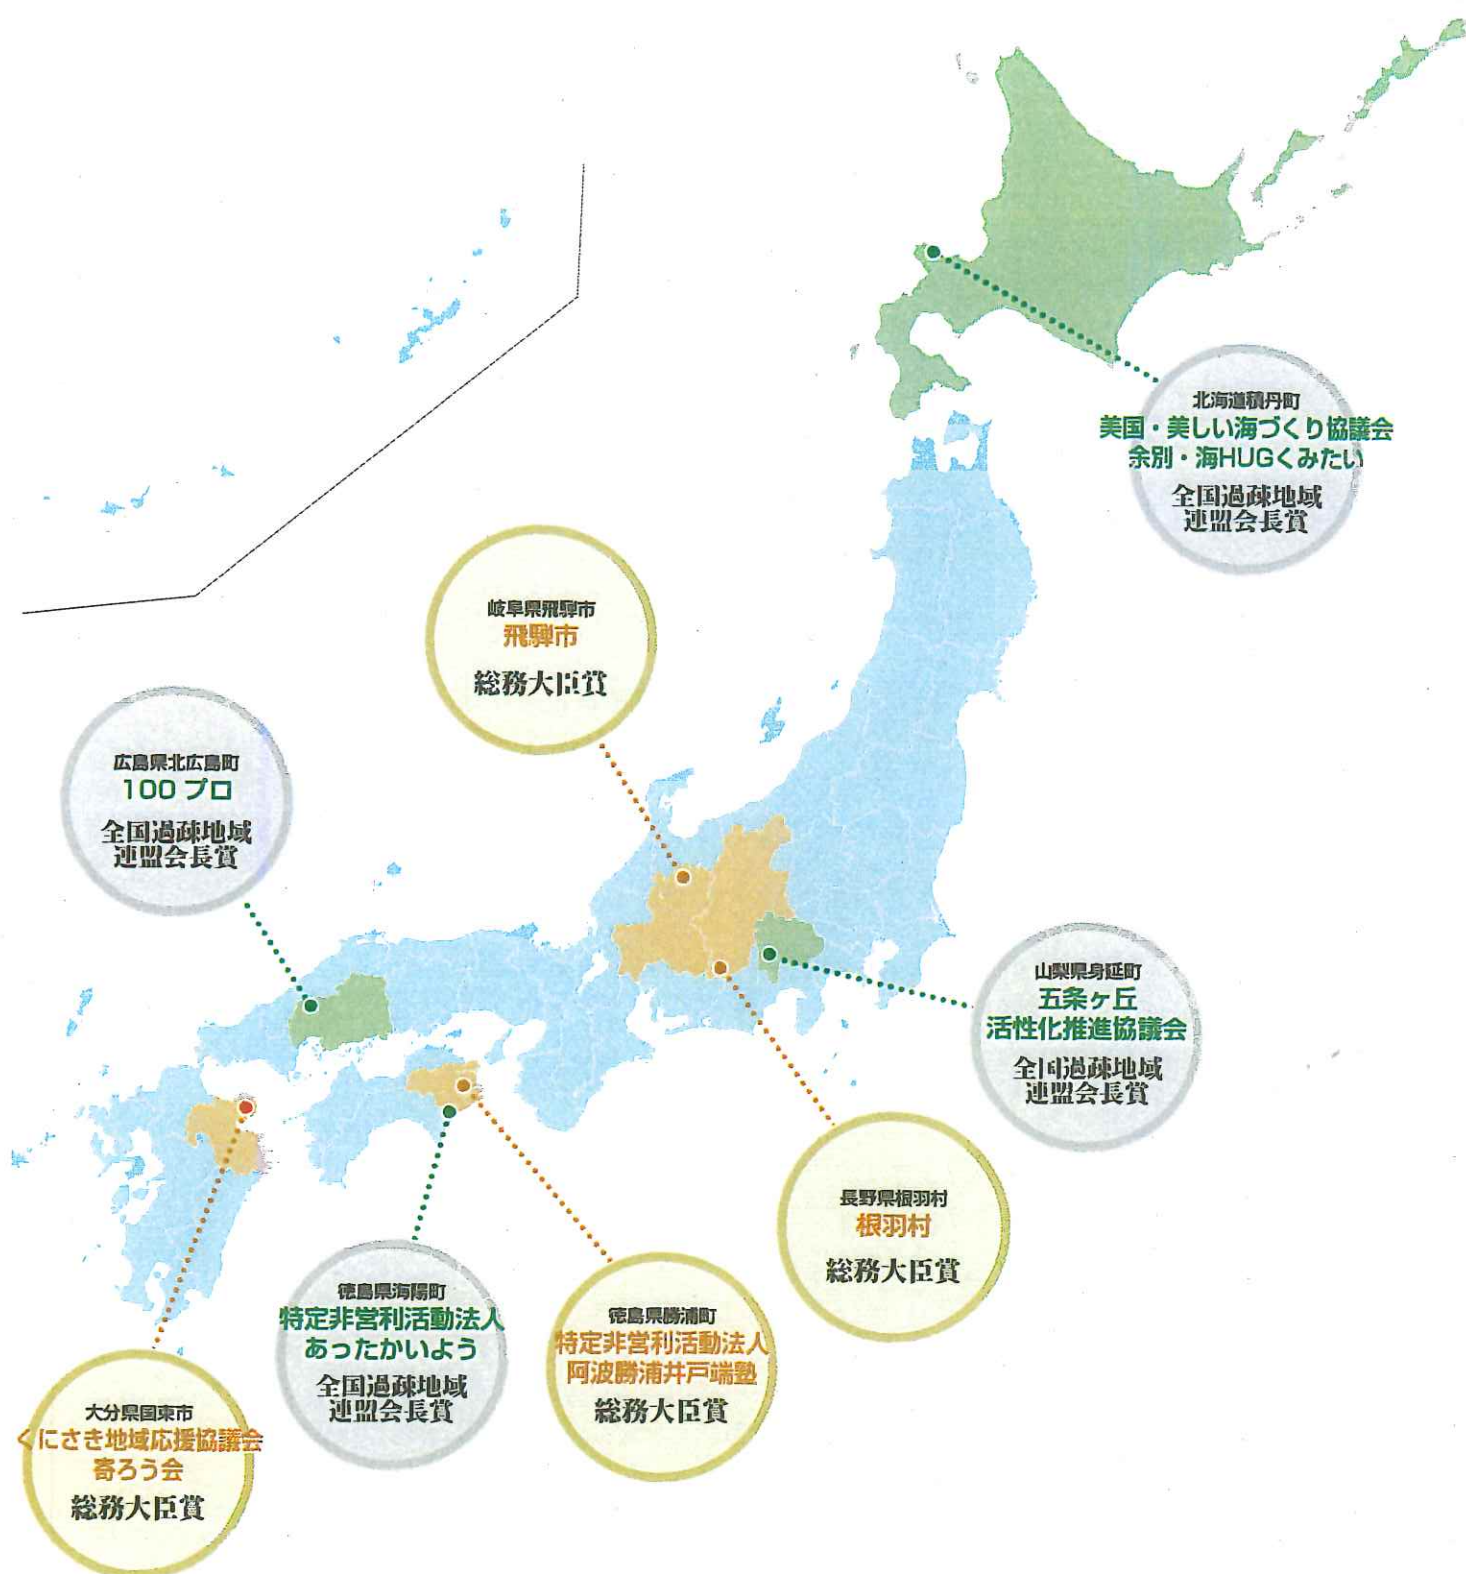 北海道積丹町
美国・美しい海づくり協議会
余別・海HUGくみたい
全国過疎地域
連盟会長賞
岐阜県飛騨市
飛騨市
総務大臣賞
広島県北広島町
100 プロ
全国過疎地域
連盟会長賞
山梨県身延町
五条ヶ丘
活性化推進協議会
全国過疎地域
連盟会長賞
長野県根羽村
根羽村
総務大臣賞
徳島県海陽町
特定非営利活動法人
あったかいよう
全国過疎地域
連盟会長賞
徳島県勝浦町
特定非営利活動法人
阿波勝浦井戸端塾
総務大臣賞
大分県国東市
くにさき地域応援協議会
寄ろう会
総務大臣賞